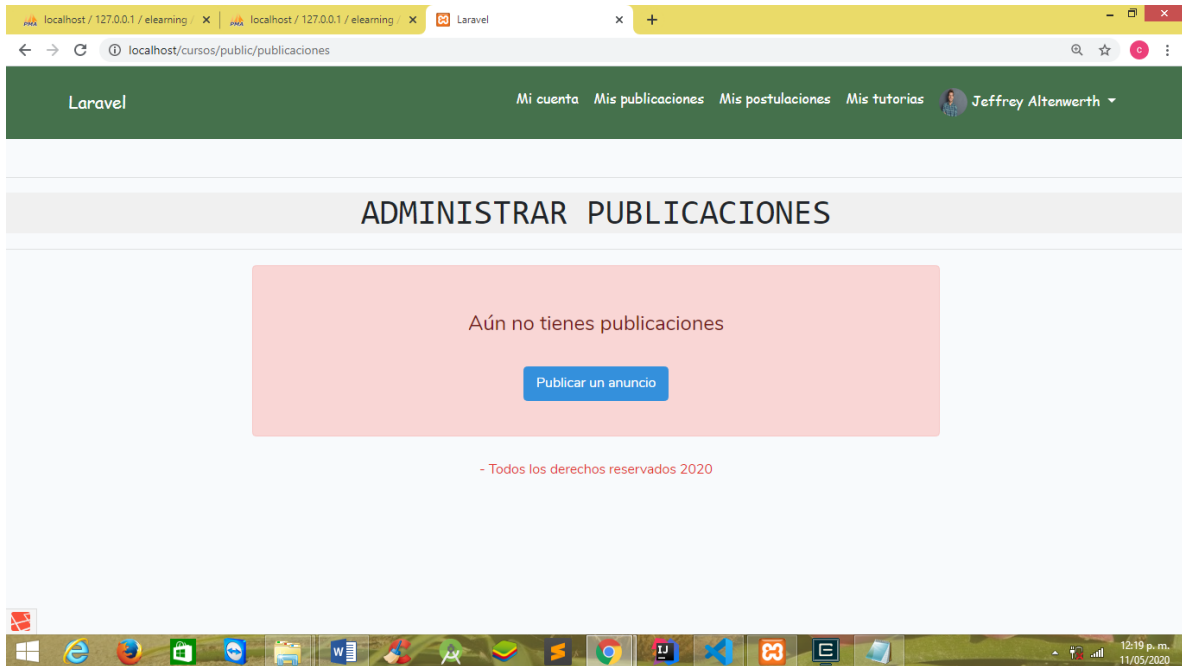 localhost / 127.0.0.1 / elearning /
localhost / 127.0.0.1 / elearning /
Laravel
localhost/cursos/public/publicaciones
C
Laravel
Mi cuenta
Mis publicaciones
Mis postulaciones
Mis tutorias
Jeffrey Altenwerth
ADMINISTRAR PUBLICACIONES
Aún no tienes publicaciones
Publicar un anuncio
- Todos los derechos reservados 2020
12:19 p. m.
11/05/2020